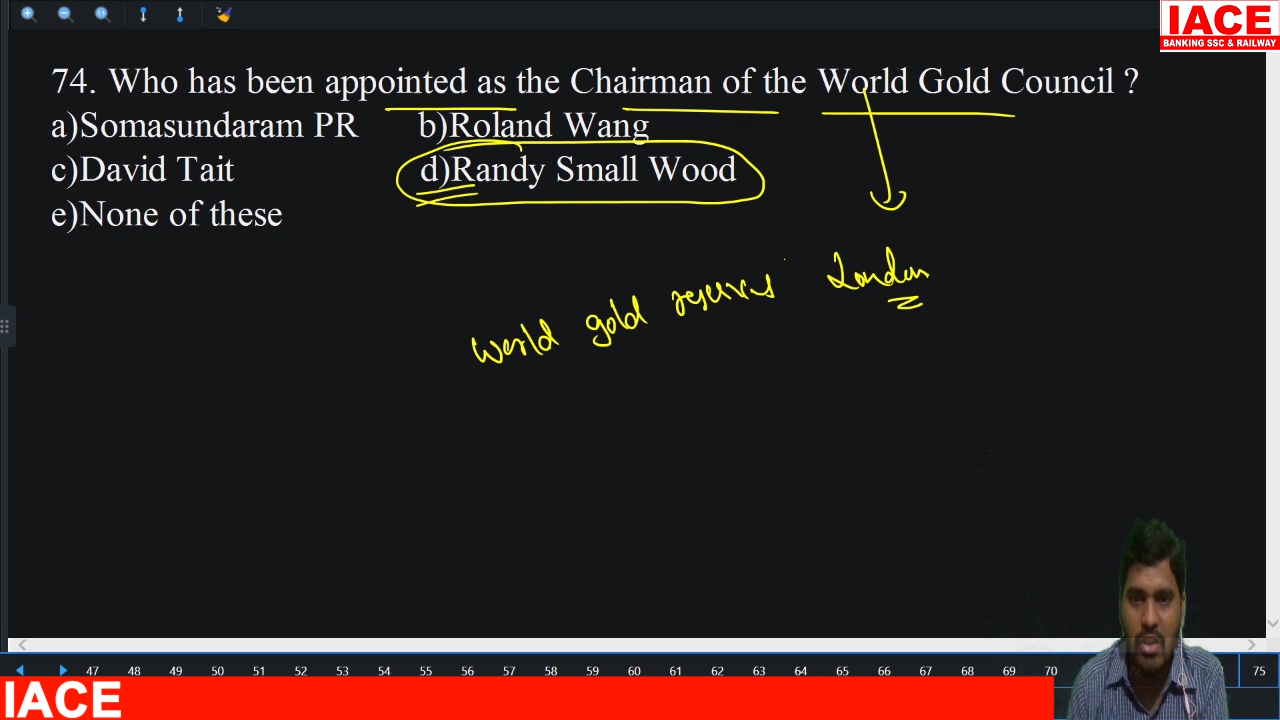 IACE
BANKING SSC & RAILWAY
74. Who has been appointed as the Chairman of the World Gold Council ?
a)Somasundaram PR b)Roland Wang
c)David Tait d)Randy Small Wood
e)None of these
London
world gold reserves
47 48 49 50 51 52 53 54 55 56 57 58 59 60 61 62 63 64 65 66 67 68 69 70 75
IACE